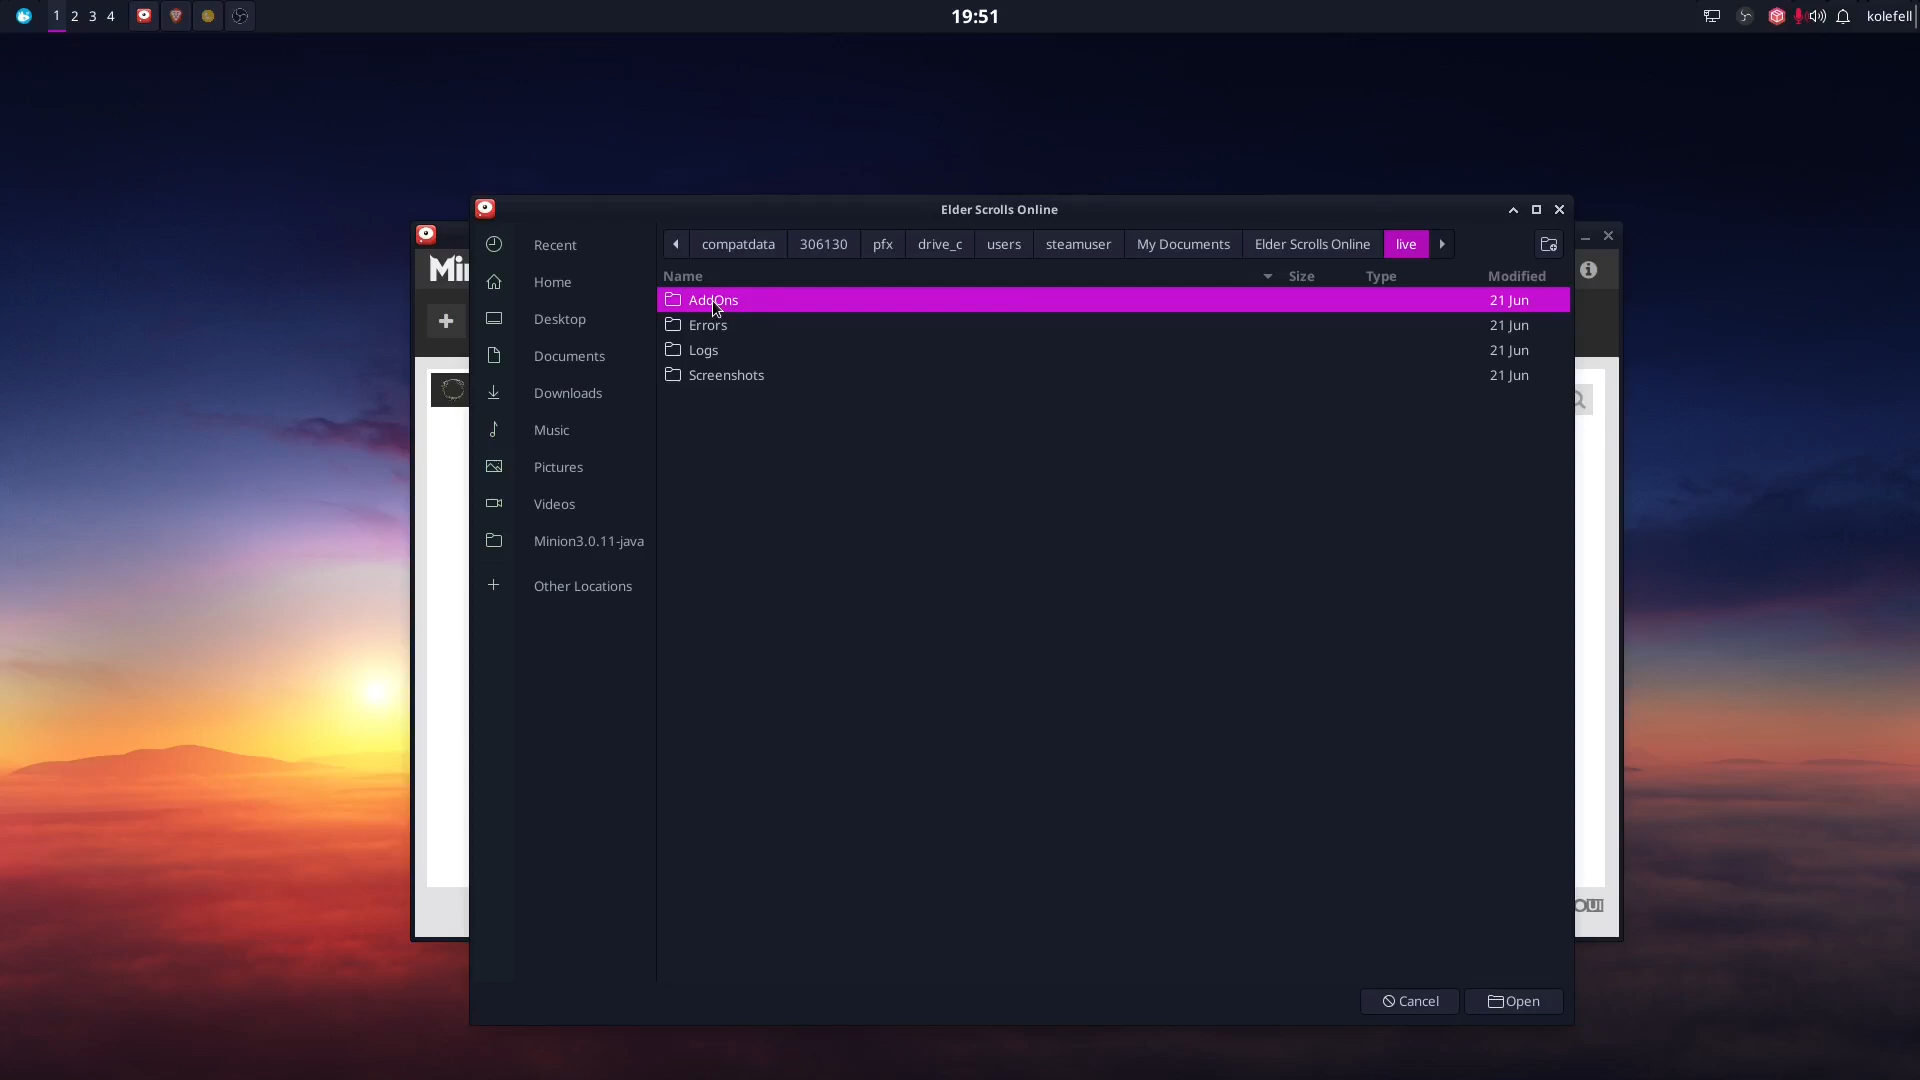 1 2 3 4
19:51
kolefell
Elder Scrolls Online
Recent
Home
Desktop
Documents
Downloads
Music
Pictures
Videos
Minion3.0.11-java
Other Locations
compatdata 306130 pfx drive_c users steamuser My Documents Elder Scrolls Online live
Name Size Type Modified
AddOns 21 Jun
Errors 21 Jun
Logs 21 Jun
Screenshots 21 Jun
Cancel Open